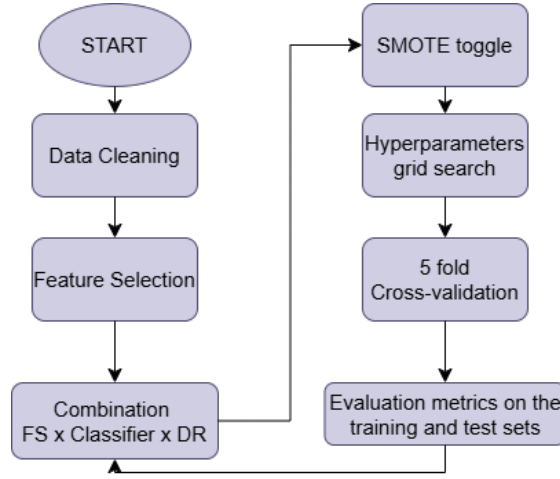 START
Data Cleaning
Feature Selection
Combination
FS x Classifier x DR
SMOTE toggle
Hyperparameters
grid search
5 fold
Cross-validation
Evaluation metrics on the
training and test sets